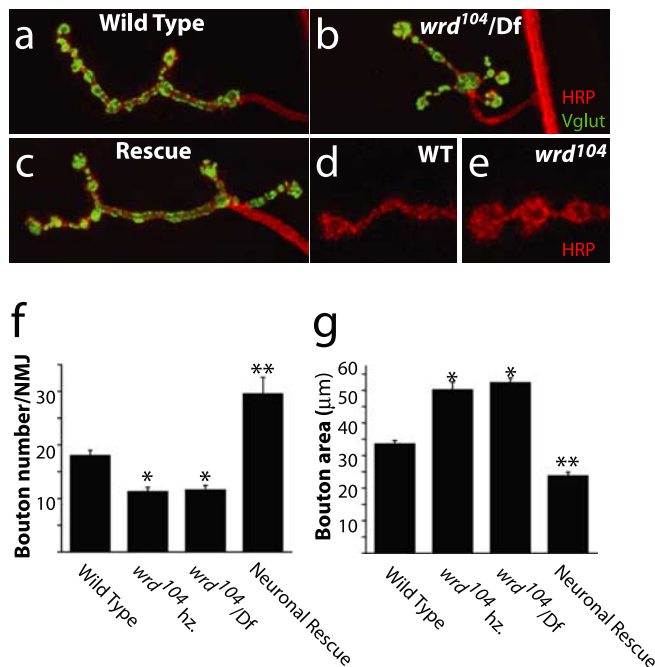 a Wild Type
b wrd104/Df
HRP
Vglut
c Rescue
d WT
e wrd104
HRP
f
Bouton number/NMJ
30
20
10
**
*
*
Wild Type
wrd104 hz.
wrd104/Df
Neuronal Rescue
g
Bouton area (μm)
60
50
40
30
20
10
*
*
**
Wild Type
wrd104 hz.
wrd104/Df
Neuronal Rescue